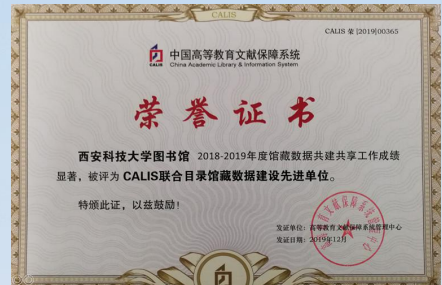 CALIS
CALIS 荣 [2019]00365
CALIS
中国高等教育文献保障系统
China Academic Library & Information System
荣誉证书
西安科技大学图书馆 2018-2019年度馆藏数据共建共享工作成绩
显著，被评为 CALIS联合目录馆藏数据建设先进单位。
特颁此证，以兹鼓励！
发证单位：高等教育文献保障系统管理中心
发证日期：2019年12月